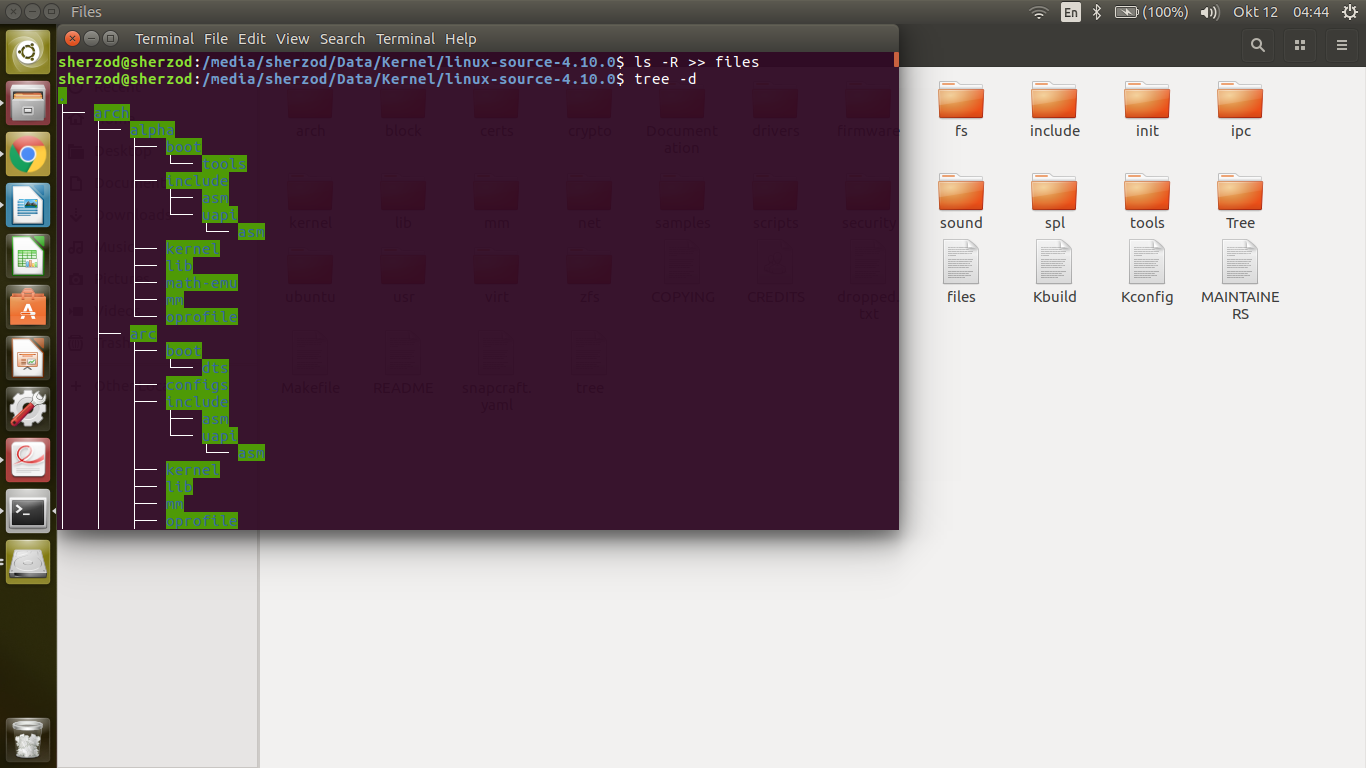 Files
En
(100%)
Okt 12
04:44
Terminal File Edit View Search Terminal Help
sherzod@sherzod:/media/sherzod/Data/Kernel/linux-source-4.10.0$ ls -R >> files
sherzod@sherzod:/media/sherzod/Data/Kernel/linux-source-4.10.0$ tree -d
.
├── arch
│   ├── alpha
│   │   ├── boot
│   │   │   └── tools
│   │   ├── include
│   │   │   ├── asm
│   │   │   └── uapi
│   │   │       └── asm
│   │   ├── kernel
│   │   ├── lib
│   │   ├── math-emu
│   │   ├── mm
│   │   └── oprofile
│   ├── arc
│   │   ├── boot
│   │   │   └── dts
│   │   ├── configs
│   │   ├── include
│   │   │   ├── asm
│   │   │   └── uapi
│   │   │       └── asm
│   │   ├── kernel
│   │   ├── lib
│   │   ├── mm
│   │   ├── oprofile
arch block certs crypto Document drivers firmware fs include init ipc
ation
kernel lib mm net samples scripts security sound spl tools Tree
ubuntu usr virt zfs COPYING CREDITS dropped. files Kbuild Kconfig MAINTAINE
txt RS
Makefile README snapcraft. tree
yaml